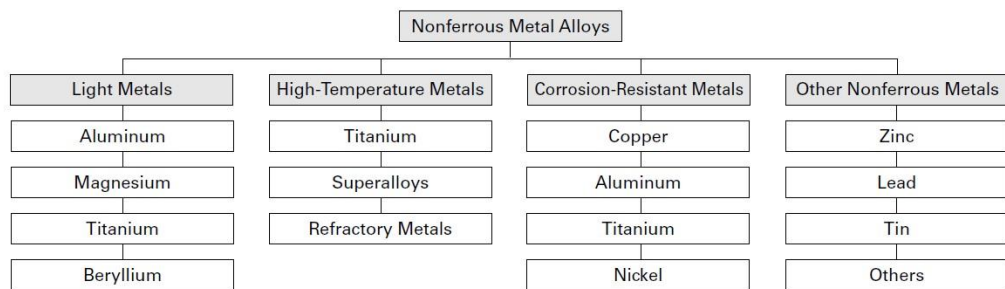 Nonferrous Metal Alloys
Light Metals
High-Temperature Metals
Corrosion-Resistant Metals
Other Nonferrous Metals
Aluminum
Titanium
Copper
Zinc
Magnesium
Superalloys
Aluminum
Lead
Titanium
Refractory Metals
Titanium
Tin
Beryllium
Nickel
Others